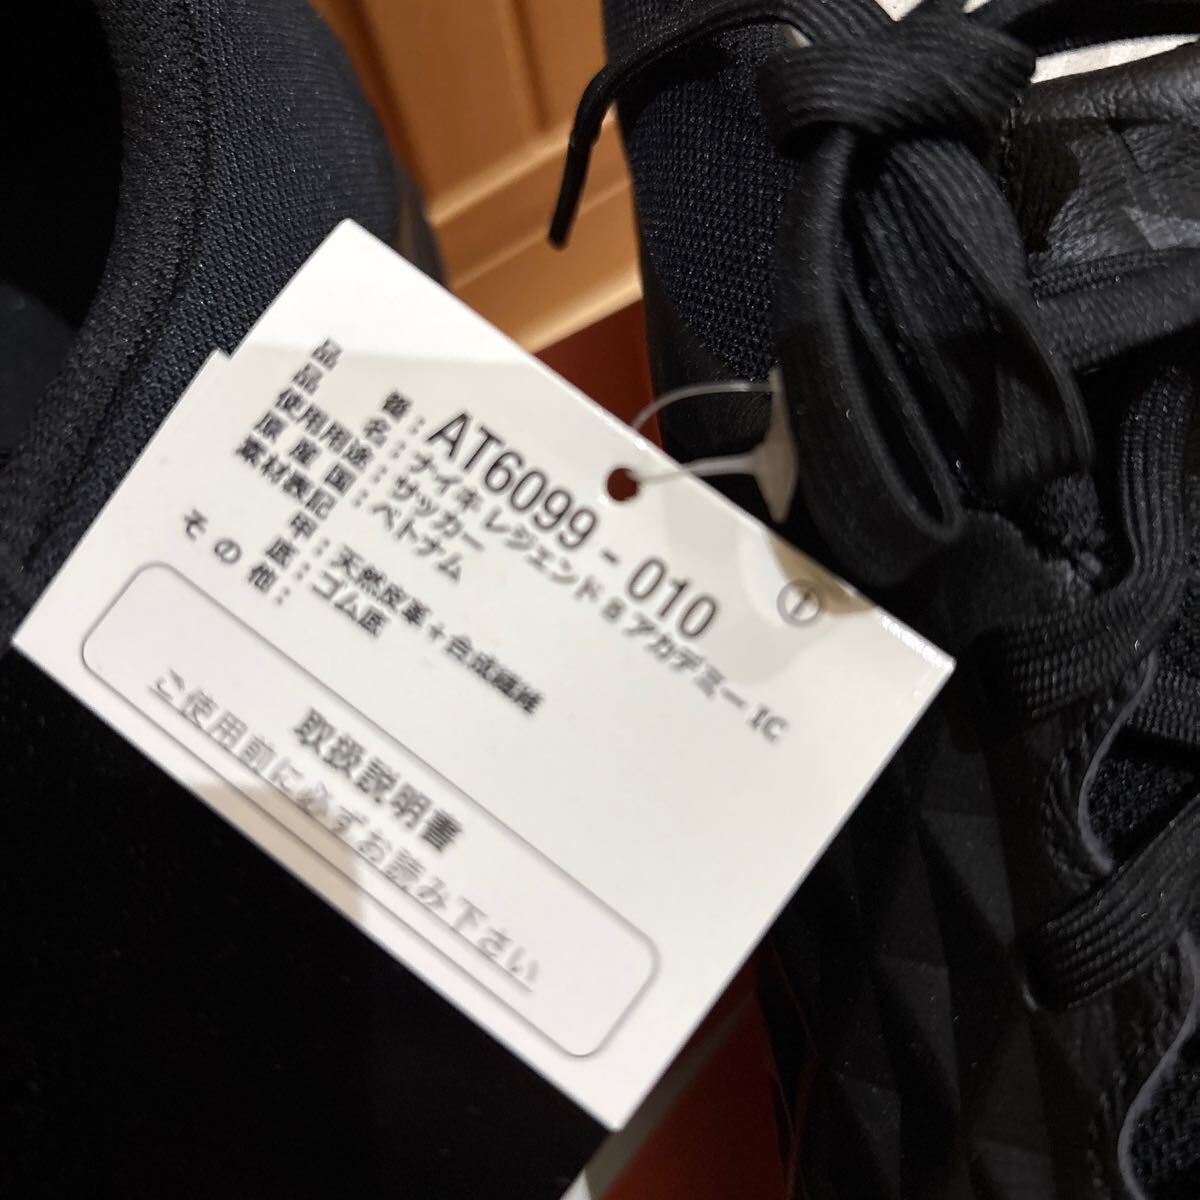 ①
品番：AT6099-010
品名：ナイキ レジェンド 8 アカデミー IC
使用用途：サッカー
原産国：ベトナム
素材表記
甲：天然皮革+合成繊維
底：ゴム底
その他：
取扱説明書
ご使用前に必ずお読み下さい